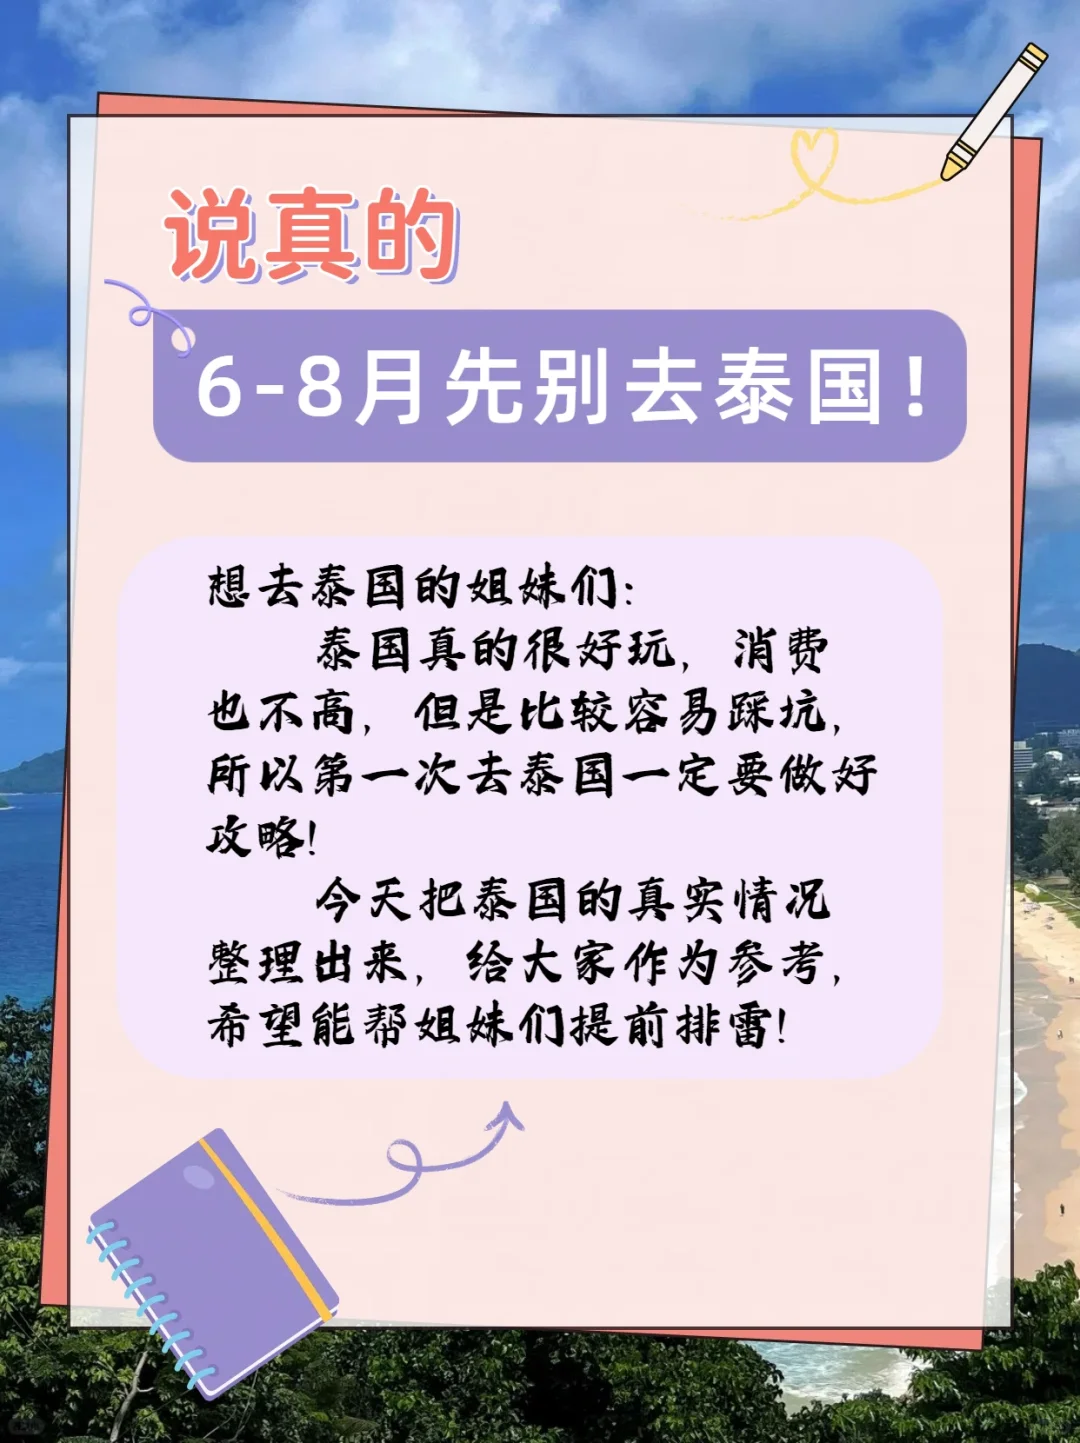 说真的
6-8月先别去泰国！
想去泰国的姐妹们：
泰国真的很好玩，消费
也不高，但是比较容易踩坑，
所以第一次去泰国一定要做好
攻略！
今天把泰国的真实情况
整理出来，给大家作为参考，
希望能帮姐妹们提前排雷！